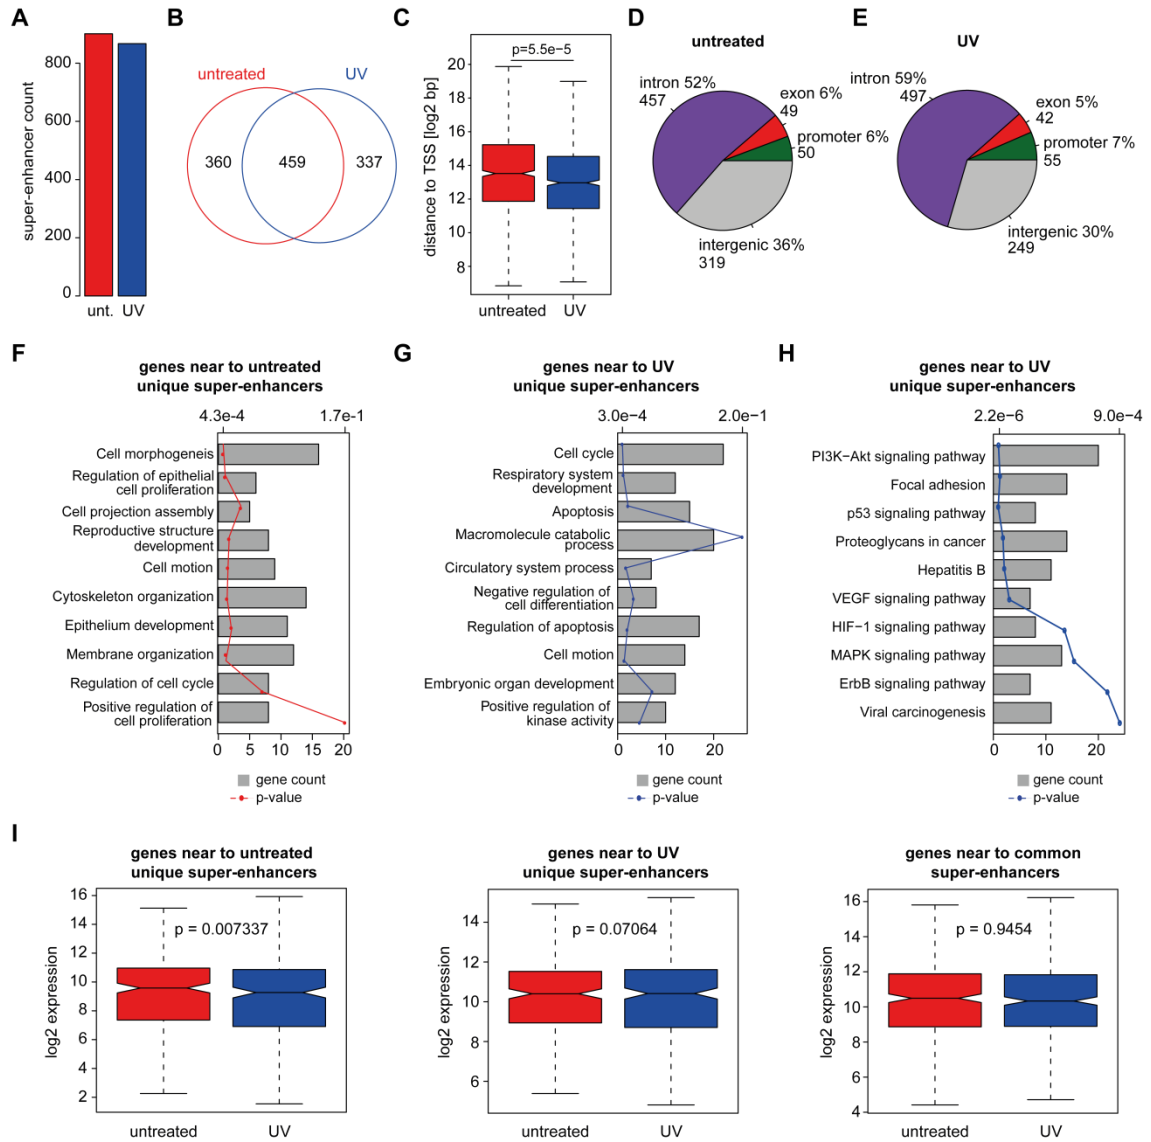 A
super-enhancer count
800
600
400
200
0
unt. UV
B
untreated
UV
360
459
337
C
distance to TSS [log2 bp]
p=5.5e−5
20
18
16
14
12
10
8
untreated UV
D
untreated
intron 52%
457
exon 6%
49
promoter 6%
50
intergenic 36%
319
E
UV
intron 59%
497
exon 5%
42
promoter 7%
55
intergenic 30%
249
F
genes near to untreated
unique super-enhancers
4.3e-4 1.7e-1
Cell morphogeneis
Regulation of epithelial
cell proliferation
Cell projection assembly
Reproductive structure
development
Cell motion
Cytoskeleton organization
Epithelium development
Membrane organization
Regulation of cell cycle
Positive regulation of
cell proliferation
0 5 10 15 20
gene count
p-value
G
genes near to UV
unique super-enhancers
3.0e-4 2.0e-1
Cell cycle
Respiratory system
development
Apoptosis
Macromolecule catabolic
process
Circulatory system process
Negative regulation of
cell differentiation
Regulation of apoptosis
Cell motion
Embryonic organ development
Positive regulation of
kinase activity
0 10 20
gene count
p-value
H
genes near to UV
unique super-enhancers
2.2e-6 9.0e-4
PI3K−Akt signaling pathway
Focal adhesion
p53 signaling pathway
Proteoglycans in cancer
Hepatitis B
VEGF signaling pathway
HIF−1 signaling pathway
MAPK signaling pathway
ErbB signaling pathway
Viral carcinogenesis
0 10 20
gene count
p-value
I
genes near to untreated
unique super-enhancers
log2 expression
p = 0.007337
16
14
12
10
8
6
4
2
untreated UV
genes near to UV
unique super-enhancers
log2 expression
p = 0.07064
14
12
10
8
6
untreated UV
genes near to common
super-enhancers
log2 expression
p = 0.9454
16
14
12
10
8
6
4
untreated UV